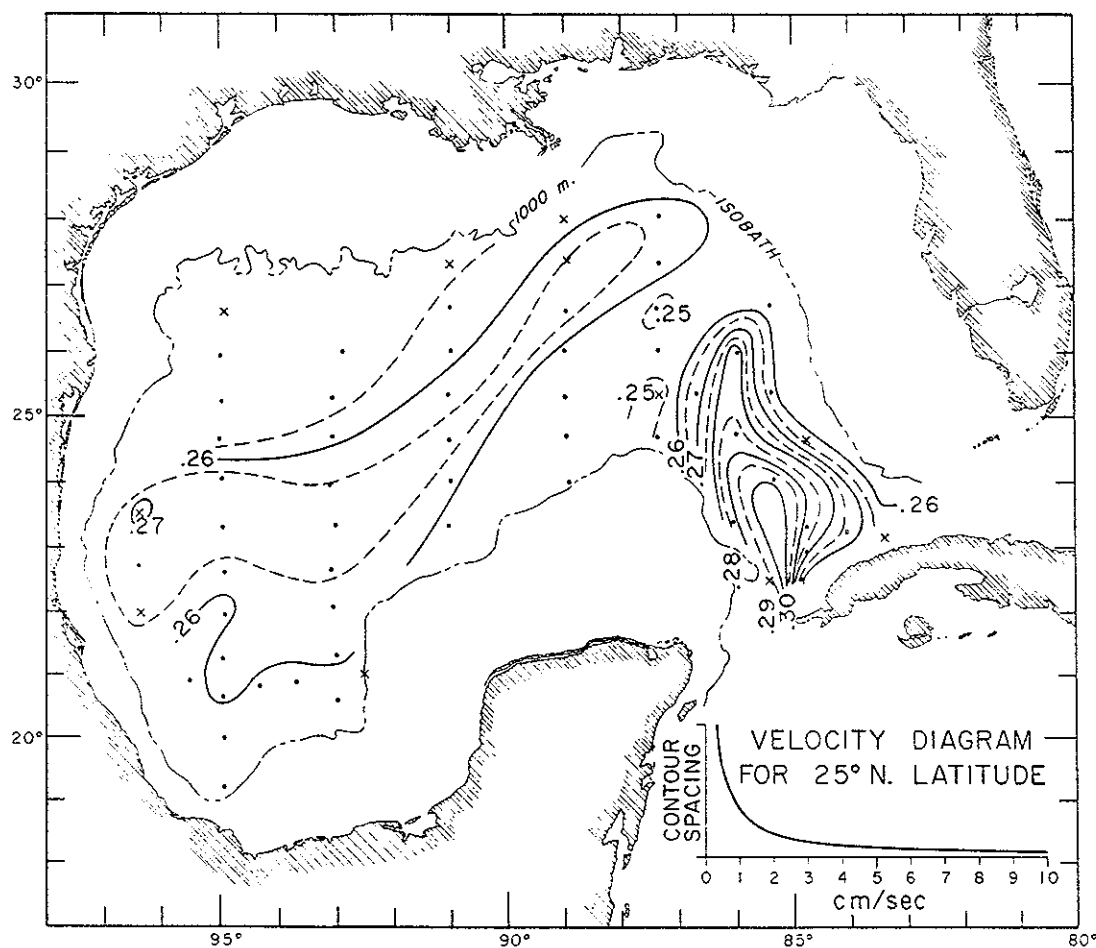 30°
25°
20°
95°
90°
85°
80°
1000 m.
ISOBATH
.25
.25
.26
.27
.26
.26
.27
.26
.28
.29
.30
VELOCITY DIAGRAM
FOR 25° N. LATITUDE
CONTOUR
SPACING
0 1 2 3 4 5 6 7 8 9 10
cm/sec